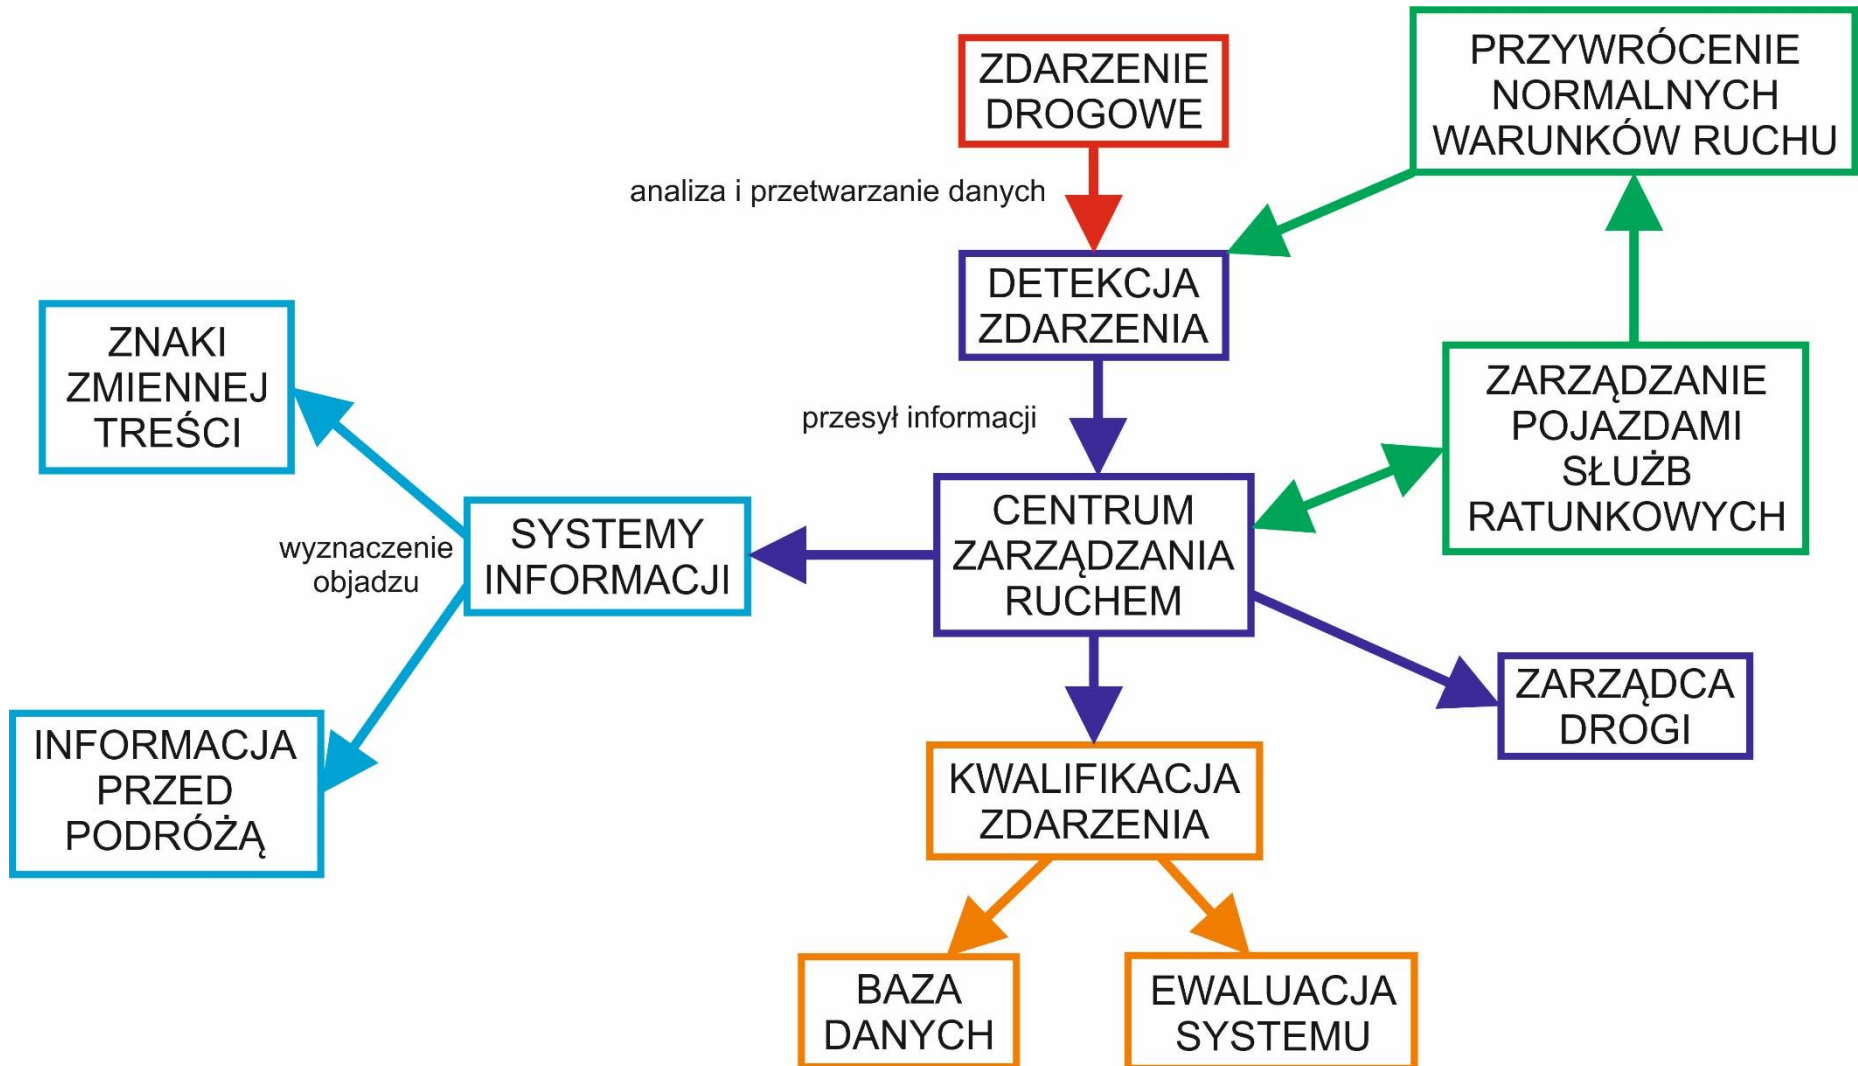 ZDARZENIE
DROGOWE
PRZYWRÓCENIE
NORMALNYCH
WARUNKÓW RUCHU
analiza i przetwarzanie danych
DETEKCJA
ZDARZENIA
ZNAKI
ZMIENNEJ
TREŚCI
przesył informacji
ZARZĄDZANIE
POJAZDAMI
SŁUŻB
RATUNKOWYCH
wyznaczenie
objadzu
SYSTEMY
INFORMACJI
CENTRUM
ZARZĄDZANIA
RUCHEM
ZARZĄDCA
DROGI
INFORMACJA
PRZED
PODRÓŻĄ
KWALIFIKACJA
ZDARZENIA
BAZA
DANYCH
EWALUACJA
SYSTEMU